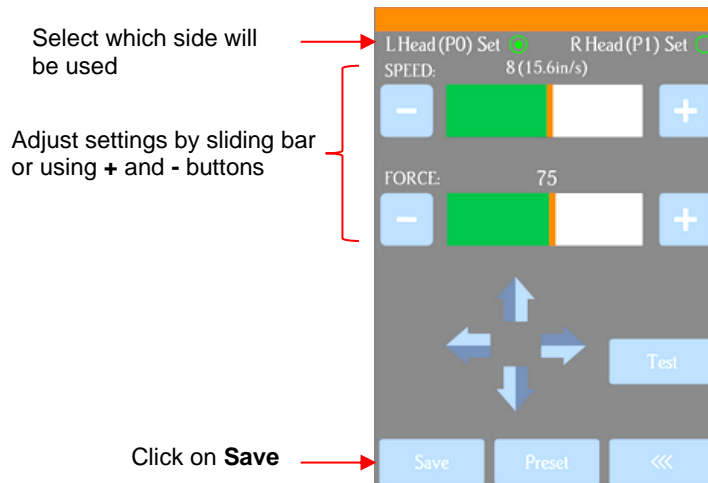 Select which side will
be used
L Head (P0) Set R Head (P1) Set
SPEED: 8 (15.6in/s)
− +
Adjust settings by sliding bar
or using + and - buttons
FORCE: 75
− +
Test
Click on Save
Save Preset <<<